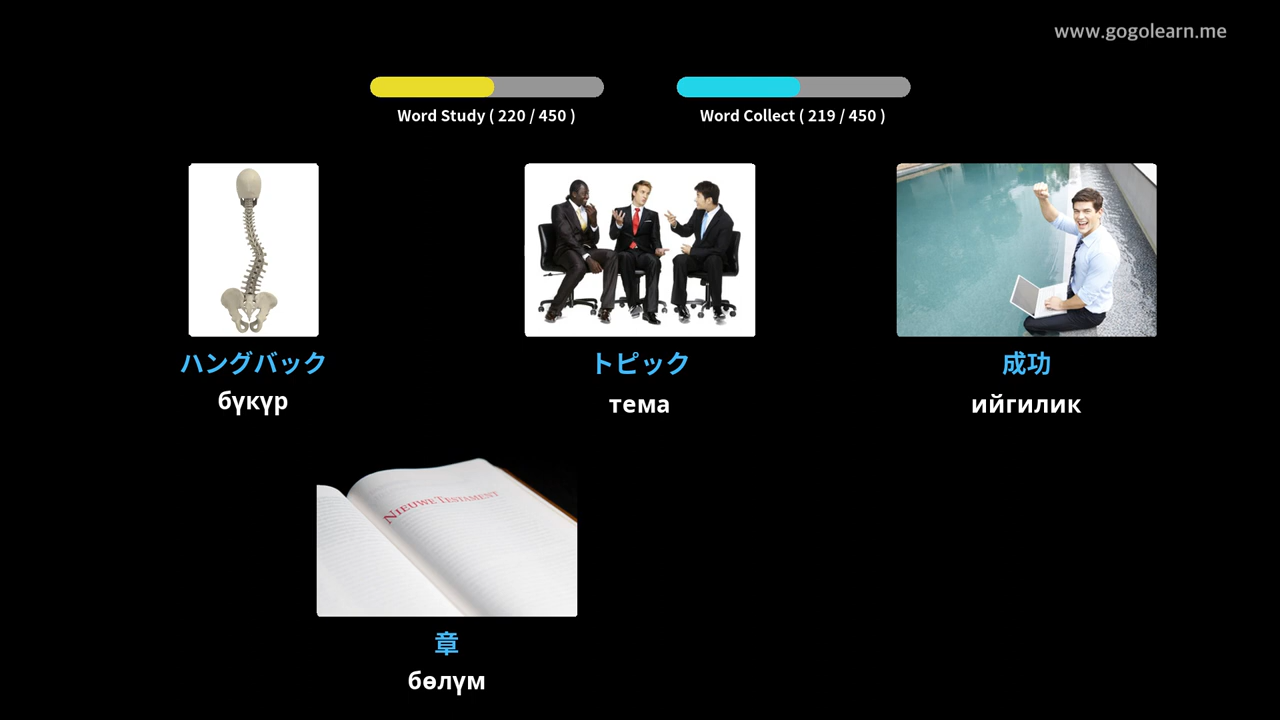 www.gogolearn.me
Word Study ( 220 / 450 )
Word Collect ( 219 / 450 )
ハングバック
бүкүр
トピック
тема
成功
ийгилик
NIEUWE TESTAMENT
章
бөлүм